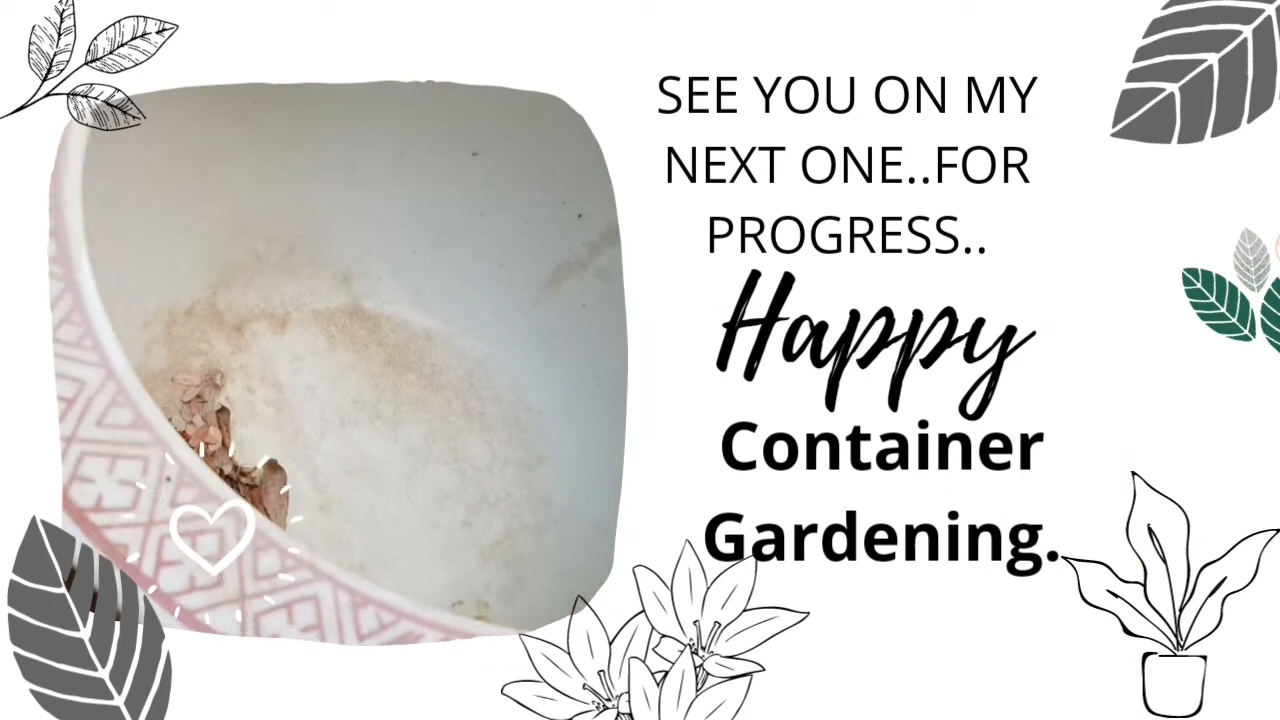 SEE YOU ON MY
NEXT ONE..FOR
PROGRESS..
Happy
Container
Gardening.